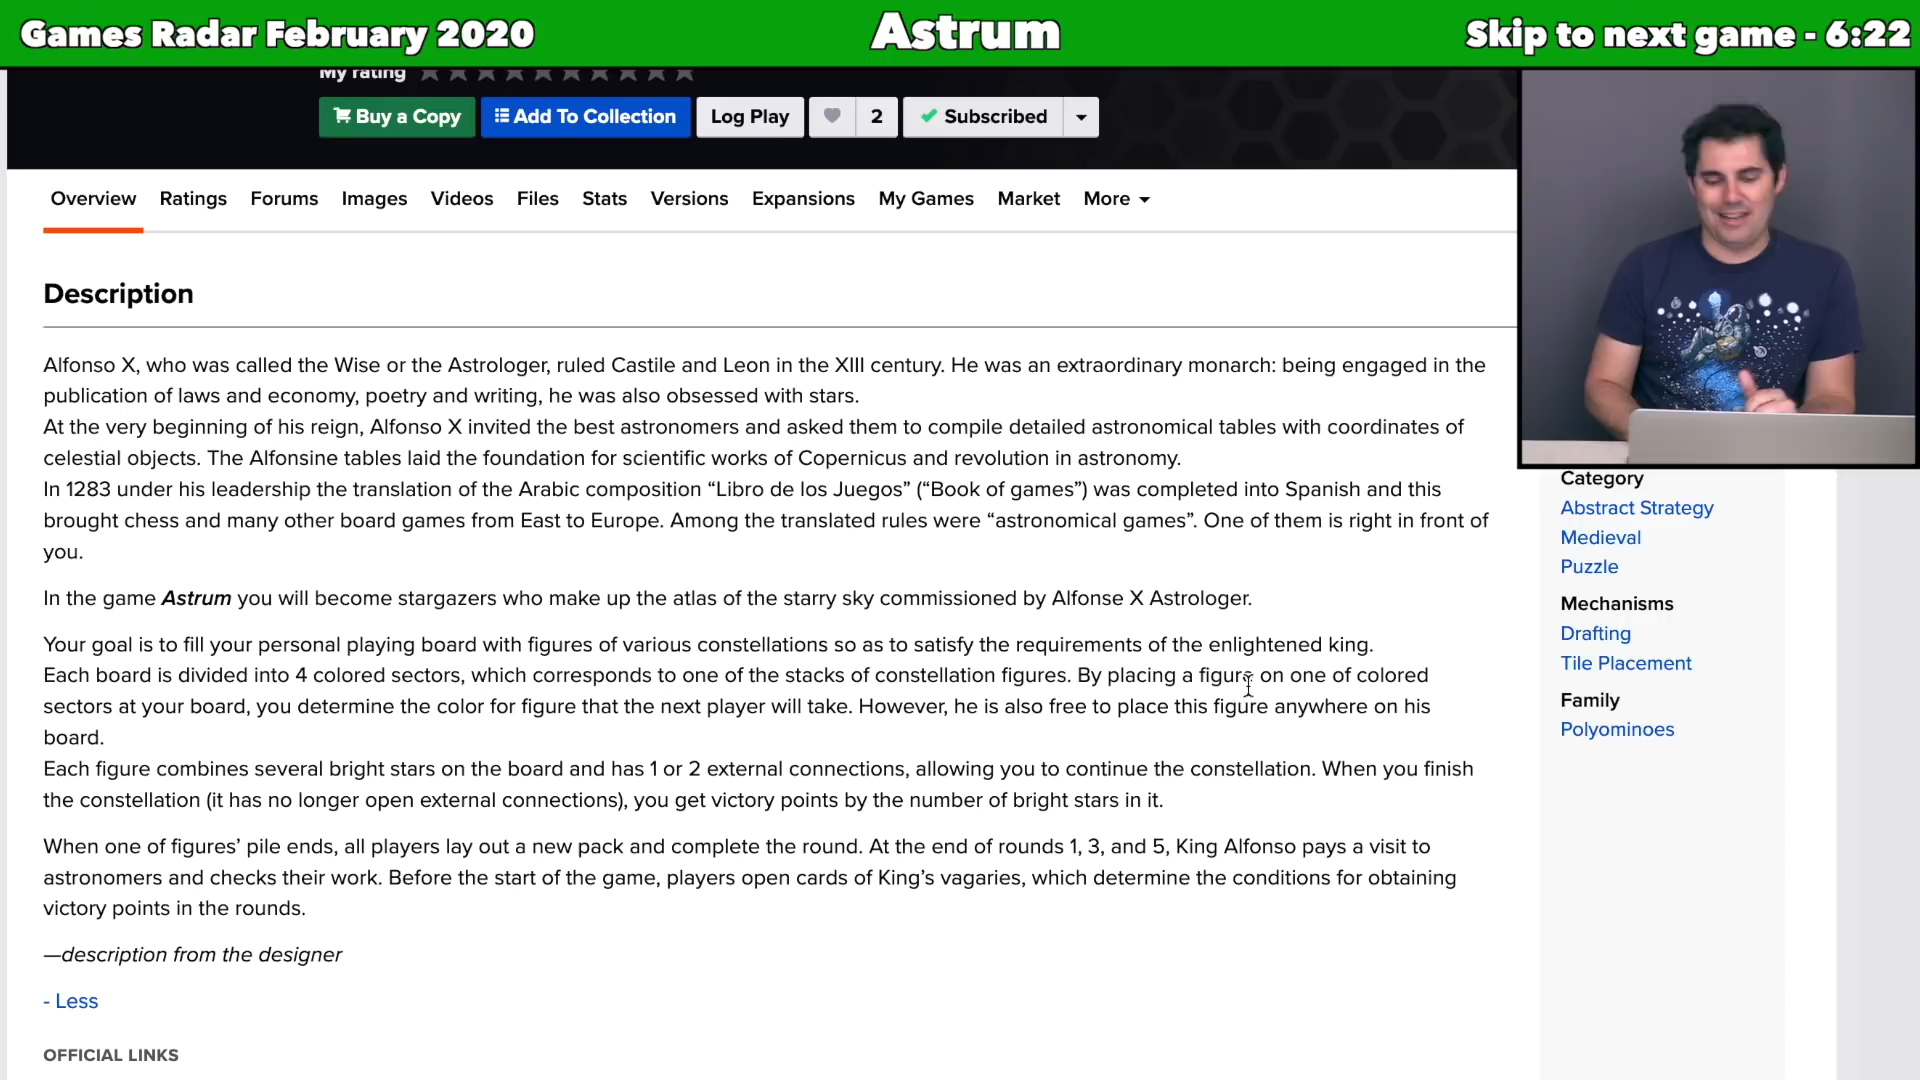 Games Radar February 2020
Astrum
Skip to next game - 6:22
My rating
Buy a Copy
Add To Collection
Log Play
2
Subscribed
Overview
Ratings
Forums
Images
Videos
Files
Stats
Versions
Expansions
My Games
Market
More
Description
Alfonso X, who was called the Wise or the Astrologer, ruled Castile and Leon in the XIII century. He was an extraordinary monarch: being engaged in the
publication of laws and economy, poetry and writing, he was also obsessed with stars.
At the very beginning of his reign, Alfonso X invited the best astronomers and asked them to compile detailed astronomical tables with coordinates of
celestial objects. The Alfonsine tables laid the foundation for scientific works of Copernicus and revolution in astronomy.
In 1283 under his leadership the translation of the Arabic composition “Libro de los Juegos” (“Book of games”) was completed into Spanish and this
brought chess and many other board games from East to Europe. Among the translated rules were “astronomical games”. One of them is right in front of
you.
In the game Astrum you will become stargazers who make up the atlas of the starry sky commissioned by Alfonse X Astrologer.
Your goal is to fill your personal playing board with figures of various constellations so as to satisfy the requirements of the enlightened king.
Each board is divided into 4 colored sectors, which corresponds to one of the stacks of constellation figures. By placing a figure on one of colored
sectors at your board, you determine the color for figure that the next player will take. However, he is also free to place this figure anywhere on his
board.
Each figure combines several bright stars on the board and has 1 or 2 external connections, allowing you to continue the constellation. When you finish
the constellation (it has no longer open external connections), you get victory points by the number of bright stars in it.
When one of figures’ pile ends, all players lay out a new pack and complete the round. At the end of rounds 1, 3, and 5, King Alfonso pays a visit to
astronomers and checks their work. Before the start of the game, players open cards of King’s vagaries, which determine the conditions for obtaining
victory points in the rounds.
—description from the designer
- Less
OFFICIAL LINKS
Category
Abstract Strategy
Medieval
Puzzle
Mechanisms
Drafting
Tile Placement
Family
Polyominoes